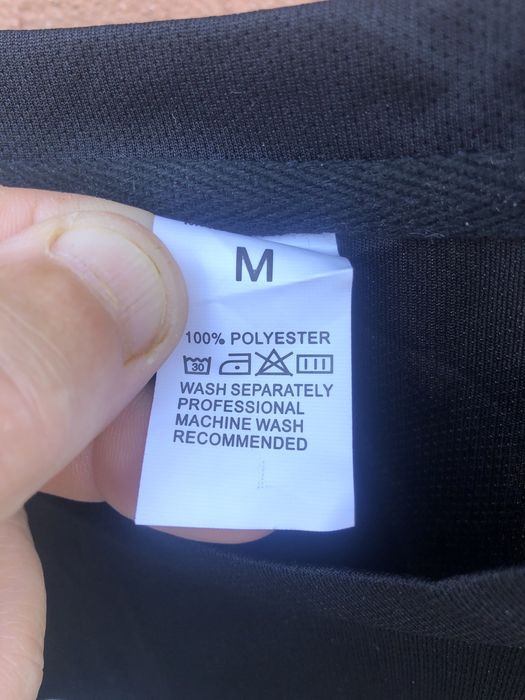 M
100% POLYESTER
30
WASH SEPARATELY
PROFESSIONAL
MACHINE WASH
RECOMMENDED